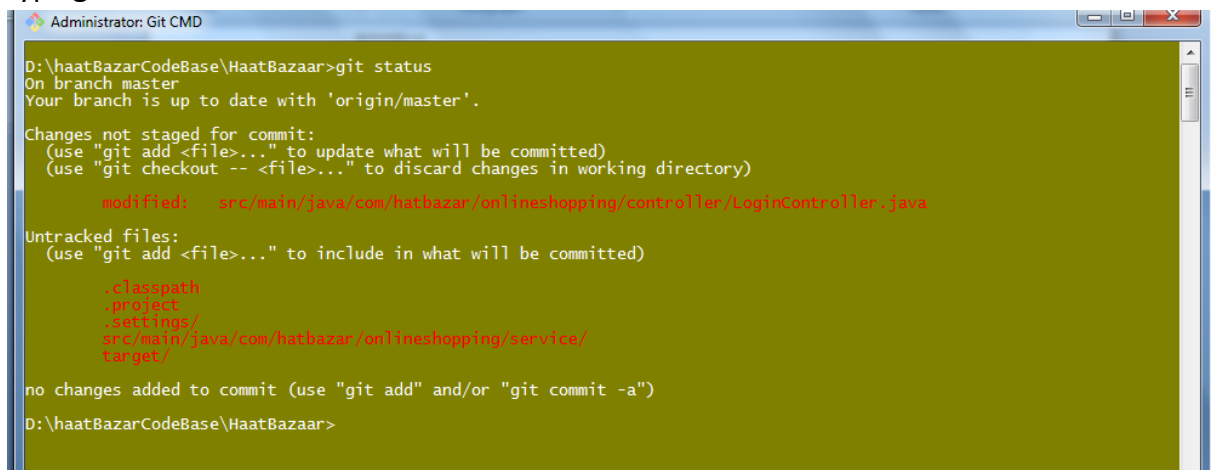 Administrator: Git CMD
D:\haatBazarCodeBase\HaatBazaar>git status
On branch master
Your branch is up to date with 'origin/master'.
Changes not staged for commit:
(use "git add <file>..." to update what will be committed)
(use "git checkout -- <file>..." to discard changes in working directory)
modified: src/main/java/com/hatbazar/onlineshopping/controller/LoginController.java
Untracked files:
(use "git add <file>..." to include in what will be committed)
.classpath
.project
.settings/
src/main/java/com/hatbazar/onlineshopping/service/
target/
no changes added to commit (use "git add" and/or "git commit -a")
D:\haatBazarCodeBase\HaatBazaar>